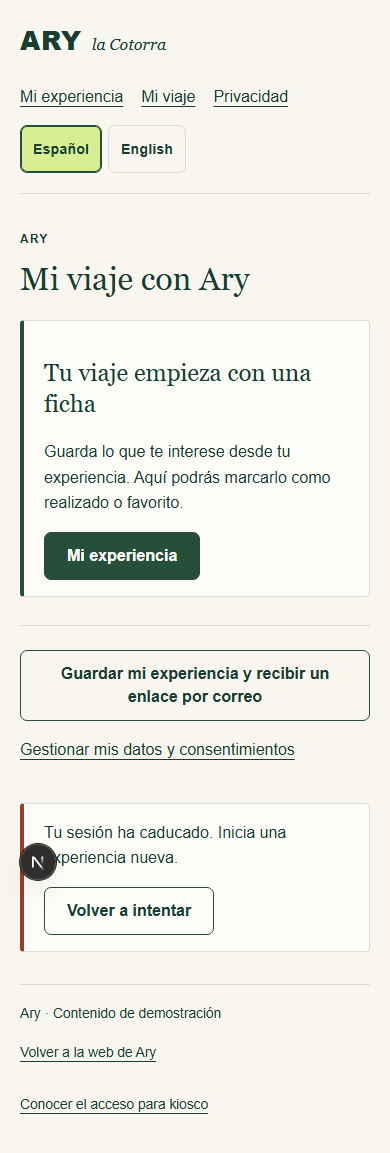 ARY la Cotorra
Mi experiencia Mi viaje Privacidad
Español English
ARY
Mi viaje con Ary
Tu viaje empieza con una
ficha
Guarda lo que te interese desde tu
experiencia. Aquí podrás marcarlo como
realizado o favorito.
Mi experiencia
Guardar mi experiencia y recibir un
enlace por correo
Gestionar mis datos y consentimientos
Tu sesión ha caducado. Inicia una
experiencia nueva.
N
Volver a intentar
Ary · Contenido de demostración
Volver a la web de Ary
Conocer el acceso para kiosco